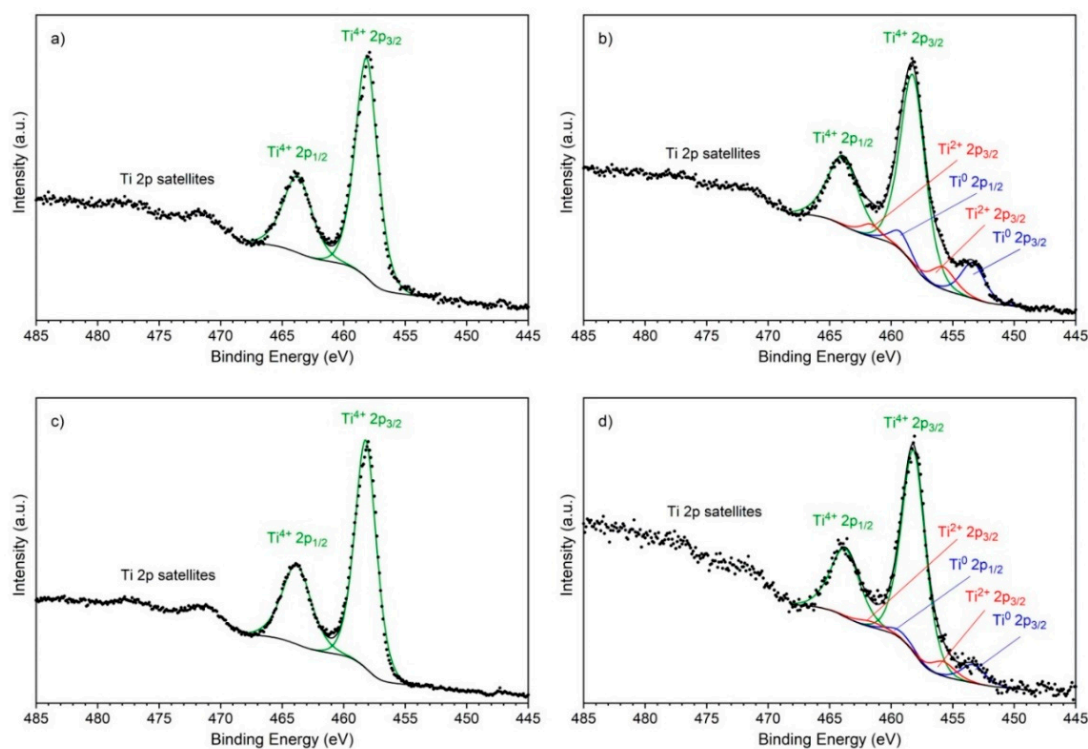 a)
Ti⁴⁺ 2p₃/₂
Ti⁴⁺ 2p₁/₂
Ti 2p satellites
Intensity (a.u.)
485 480 475 470 465 460 455 450 445
Binding Energy (eV)
b)
Ti⁴⁺ 2p₃/₂
Ti⁴⁺ 2p₁/₂
Ti²⁺ 2p₃/₂
Ti 2p satellites
Ti⁰ 2p₁/₂
Ti²⁺ 2p₃/₂
Ti⁰ 2p₃/₂
Intensity (a.u.)
485 480 475 470 465 460 455 450 445
Binding Energy (eV)
c)
Ti⁴⁺ 2p₃/₂
Ti⁴⁺ 2p₁/₂
Ti 2p satellites
Intensity (a.u.)
485 480 475 470 465 460 455 450 445
Binding Energy (eV)
d)
Ti⁴⁺ 2p₃/₂
Ti 2p satellites
Ti⁴⁺ 2p₁/₂
Ti²⁺ 2p₃/₂
Ti⁰ 2p₁/₂
Ti²⁺ 2p₃/₂
Ti⁰ 2p₃/₂
Intensity (a.u.)
485 480 475 470 465 460 455 450 445
Binding Energy (eV)